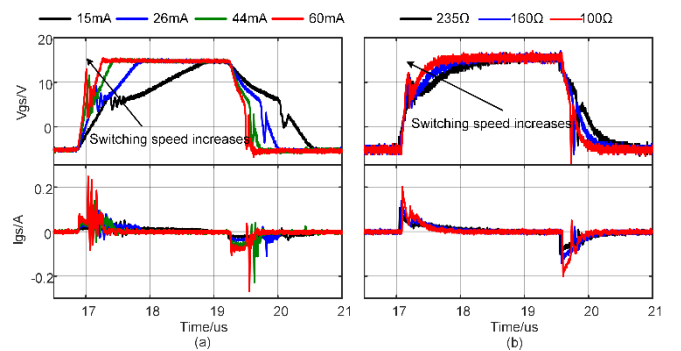 15mA 26mA 44mA 60mA
235Ω 160Ω 100Ω
20
10
0
Vgs/V
Switching speed increases
Switching speed increases
0.2
0
-0.2
Igs/A
17 18 19 20 21
17 18 19 20 21
Time/us
Time/us
(a)
(b)